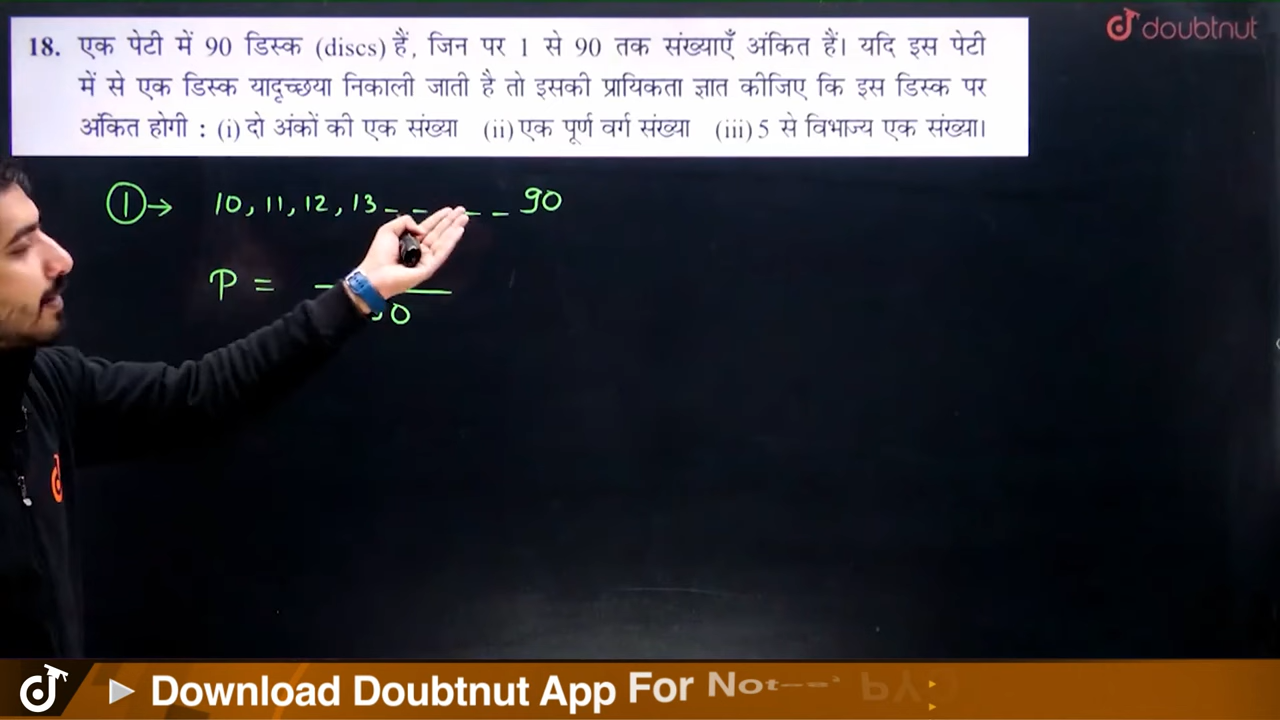 doubtnut
18. एक पेटी में 90 डिस्क (discs) हैं, जिन पर 1 से 90 तक संख्याएँ अंकित हैं। यदि इस पेटी
में से एक डिस्क यादृच्छया निकाली जाती है तो इसकी प्रायिकता ज्ञात कीजिए कि इस डिस्क पर
अंकित होगी : (i) दो अंकों की एक संख्या (ii) एक पूर्ण वर्ग संख्या (iii) 5 से विभाज्य एक संख्या।
1→ 10, 11, 12, 13 - - - - - 90
P =
Download Doubtnut App For